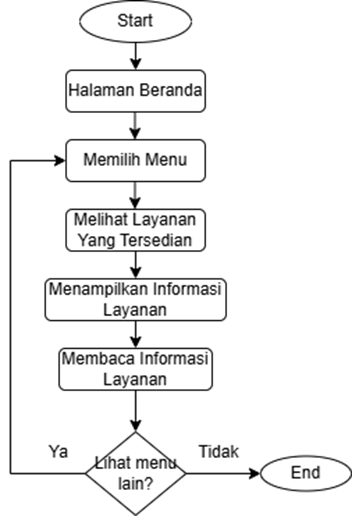 Start
Halaman Beranda
Memilih Menu
Melihat Layanan
Yang Tersedian
Menampilkan Informasi
Layanan
Membaca Informasi
Layanan
Ya
Lihat menu
lain?
Tidak
End